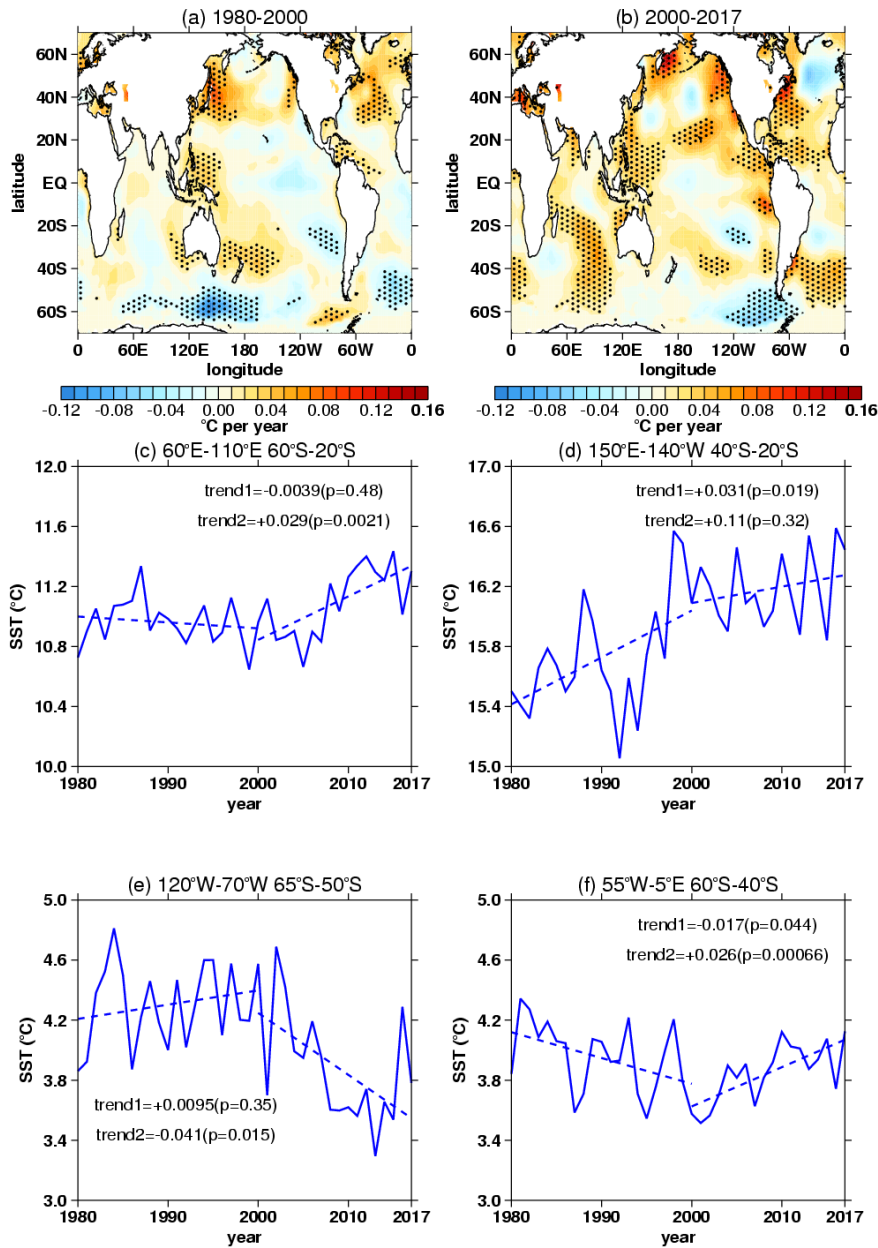 (a) 1980-2000
(b) 2000-2017
latitude
60N
40N
20N
EQ
20S
40S
60S
0 60E 120E 180 120W 60W 0
longitude
latitude
60N
40N
20N
EQ
20S
40S
60S
0 60E 120E 180 120W 60W 0
longitude
-0.12 -0.08 -0.04 0.00 0.04 0.08 0.12 0.16
°C per year
-0.12 -0.08 -0.04 0.00 0.04 0.08 0.12 0.16
°C per year
(c) 60°E-110°E 60°S-20°S
trend1=-0.0039(p=0.48)
trend2=+0.029(p=0.0021)
SST (°C)
12.0
11.6
11.2
10.8
10.4
10.0
1980 1990 2000 2010 2017
year
(d) 150°E-140°W 40°S-20°S
trend1=+0.031(p=0.019)
trend2=+0.11(p=0.32)
SST (°C)
17.0
16.6
16.2
15.8
15.4
15.0
1980 1990 2000 2010 2017
year
(e) 120°W-70°W 65°S-50°S
SST (°C)
5.0
4.6
4.2
3.8
3.4
3.0
trend1=+0.0095(p=0.35)
trend2=-0.041(p=0.015)
1980 1990 2000 2010 2017
year
(f) 55°W-5°E 60°S-40°S
trend1=-0.017(p=0.044)
trend2=+0.026(p=0.00066)
SST (°C)
5.0
4.6
4.2
3.8
3.4
3.0
1980 1990 2000 2010 2017
year